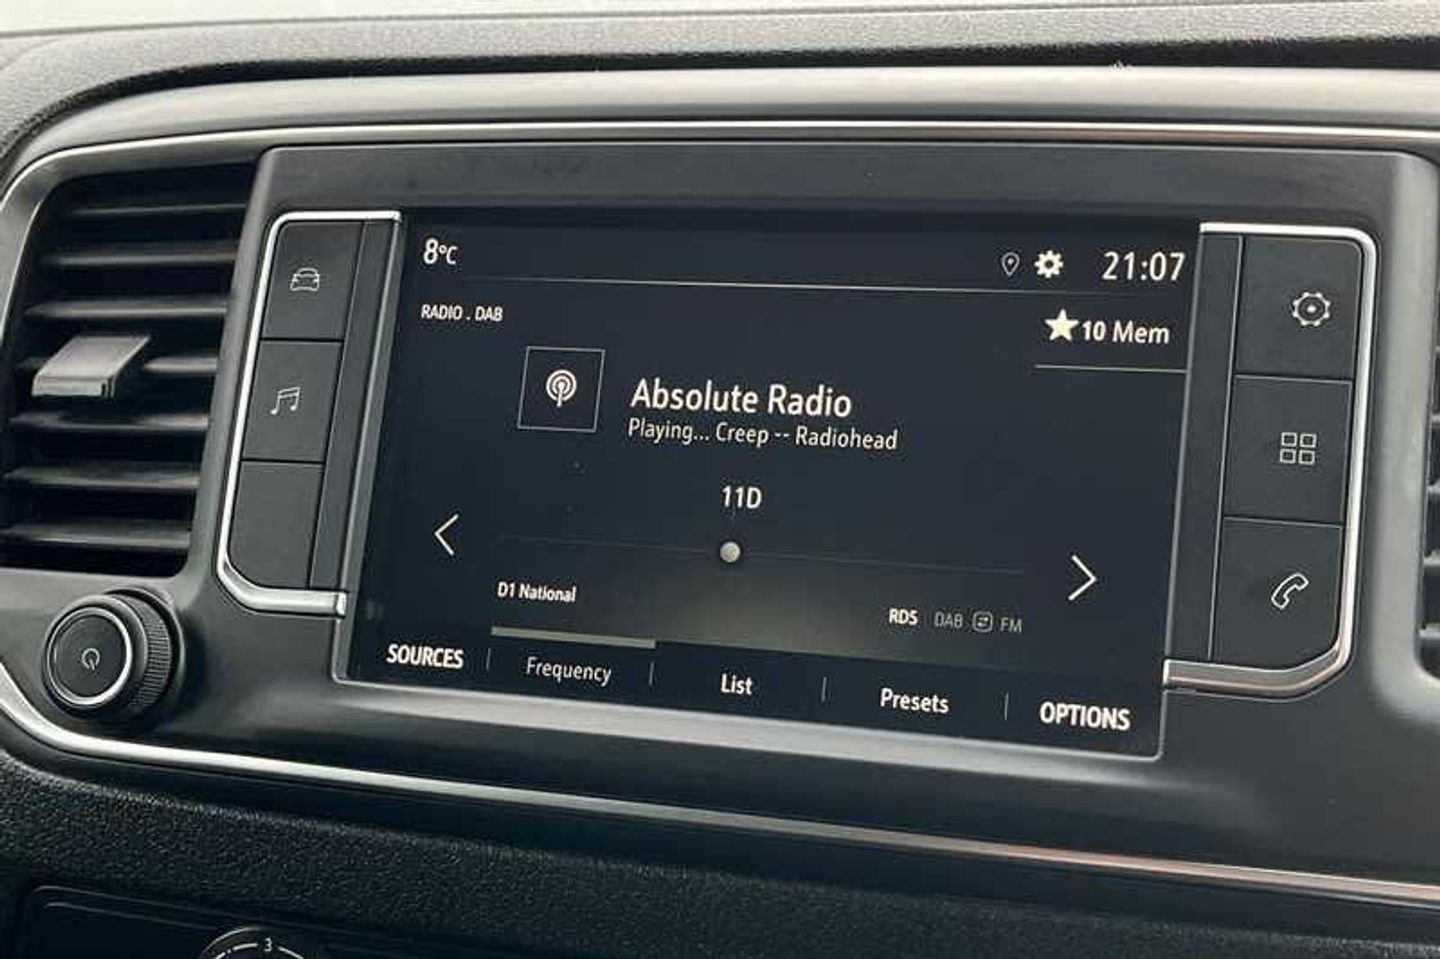 8°C
21:07
RADIO . DAB
10 Mem
Absolute Radio
Playing... Creep -- Radiohead
11D
D1 National
RDS DAB FM
SOURCES Frequency List Presets OPTIONS
3